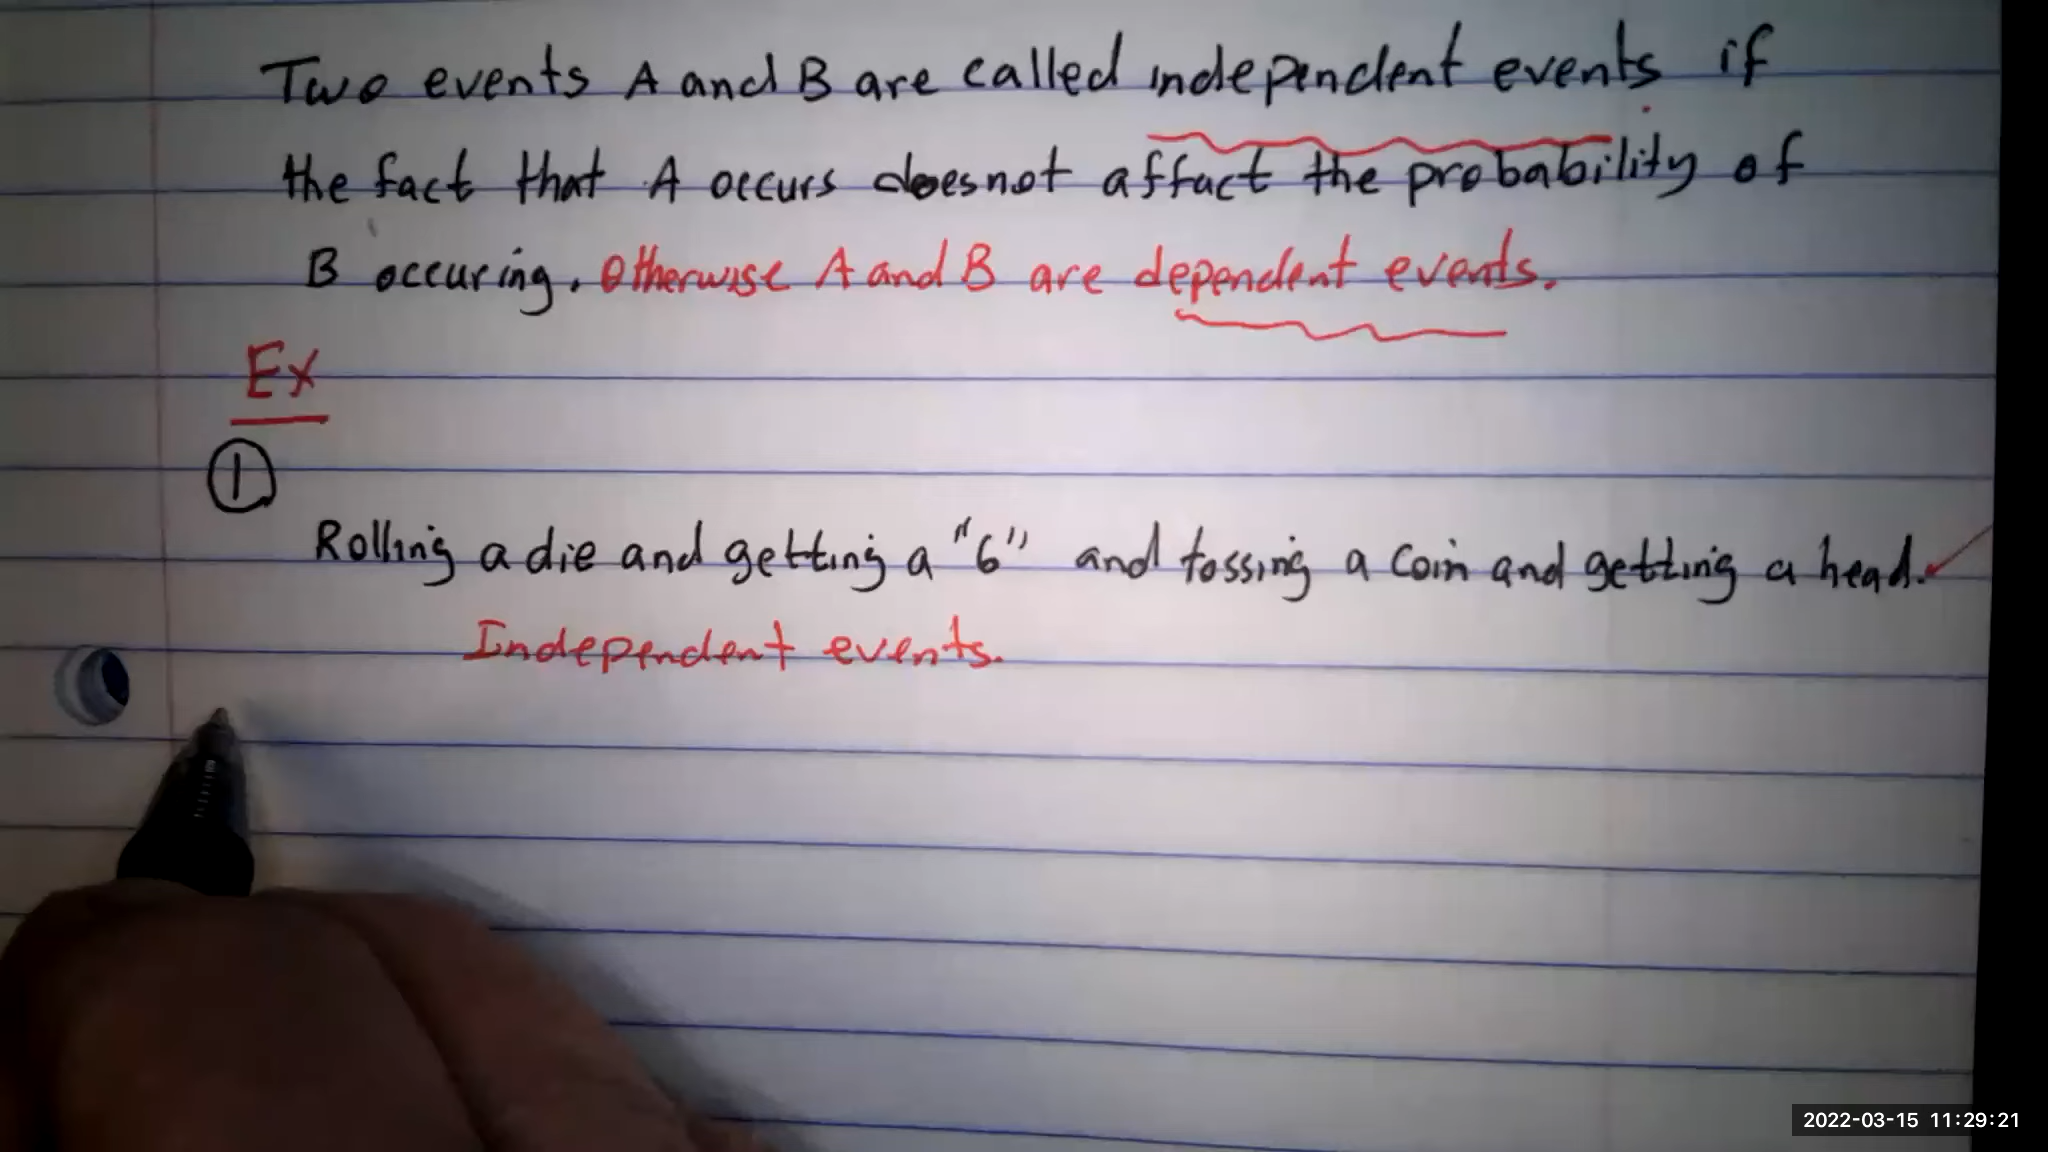 Two events A and B are called independent events if
the fact that A occurs does not affact the probability of
B occuring. Otherwise A and B are dependent events.
Ex
1
Rolling a die and getting a "6" and tossing a coin and getting a head.
Independent events.
2022-03-15 11:29:21